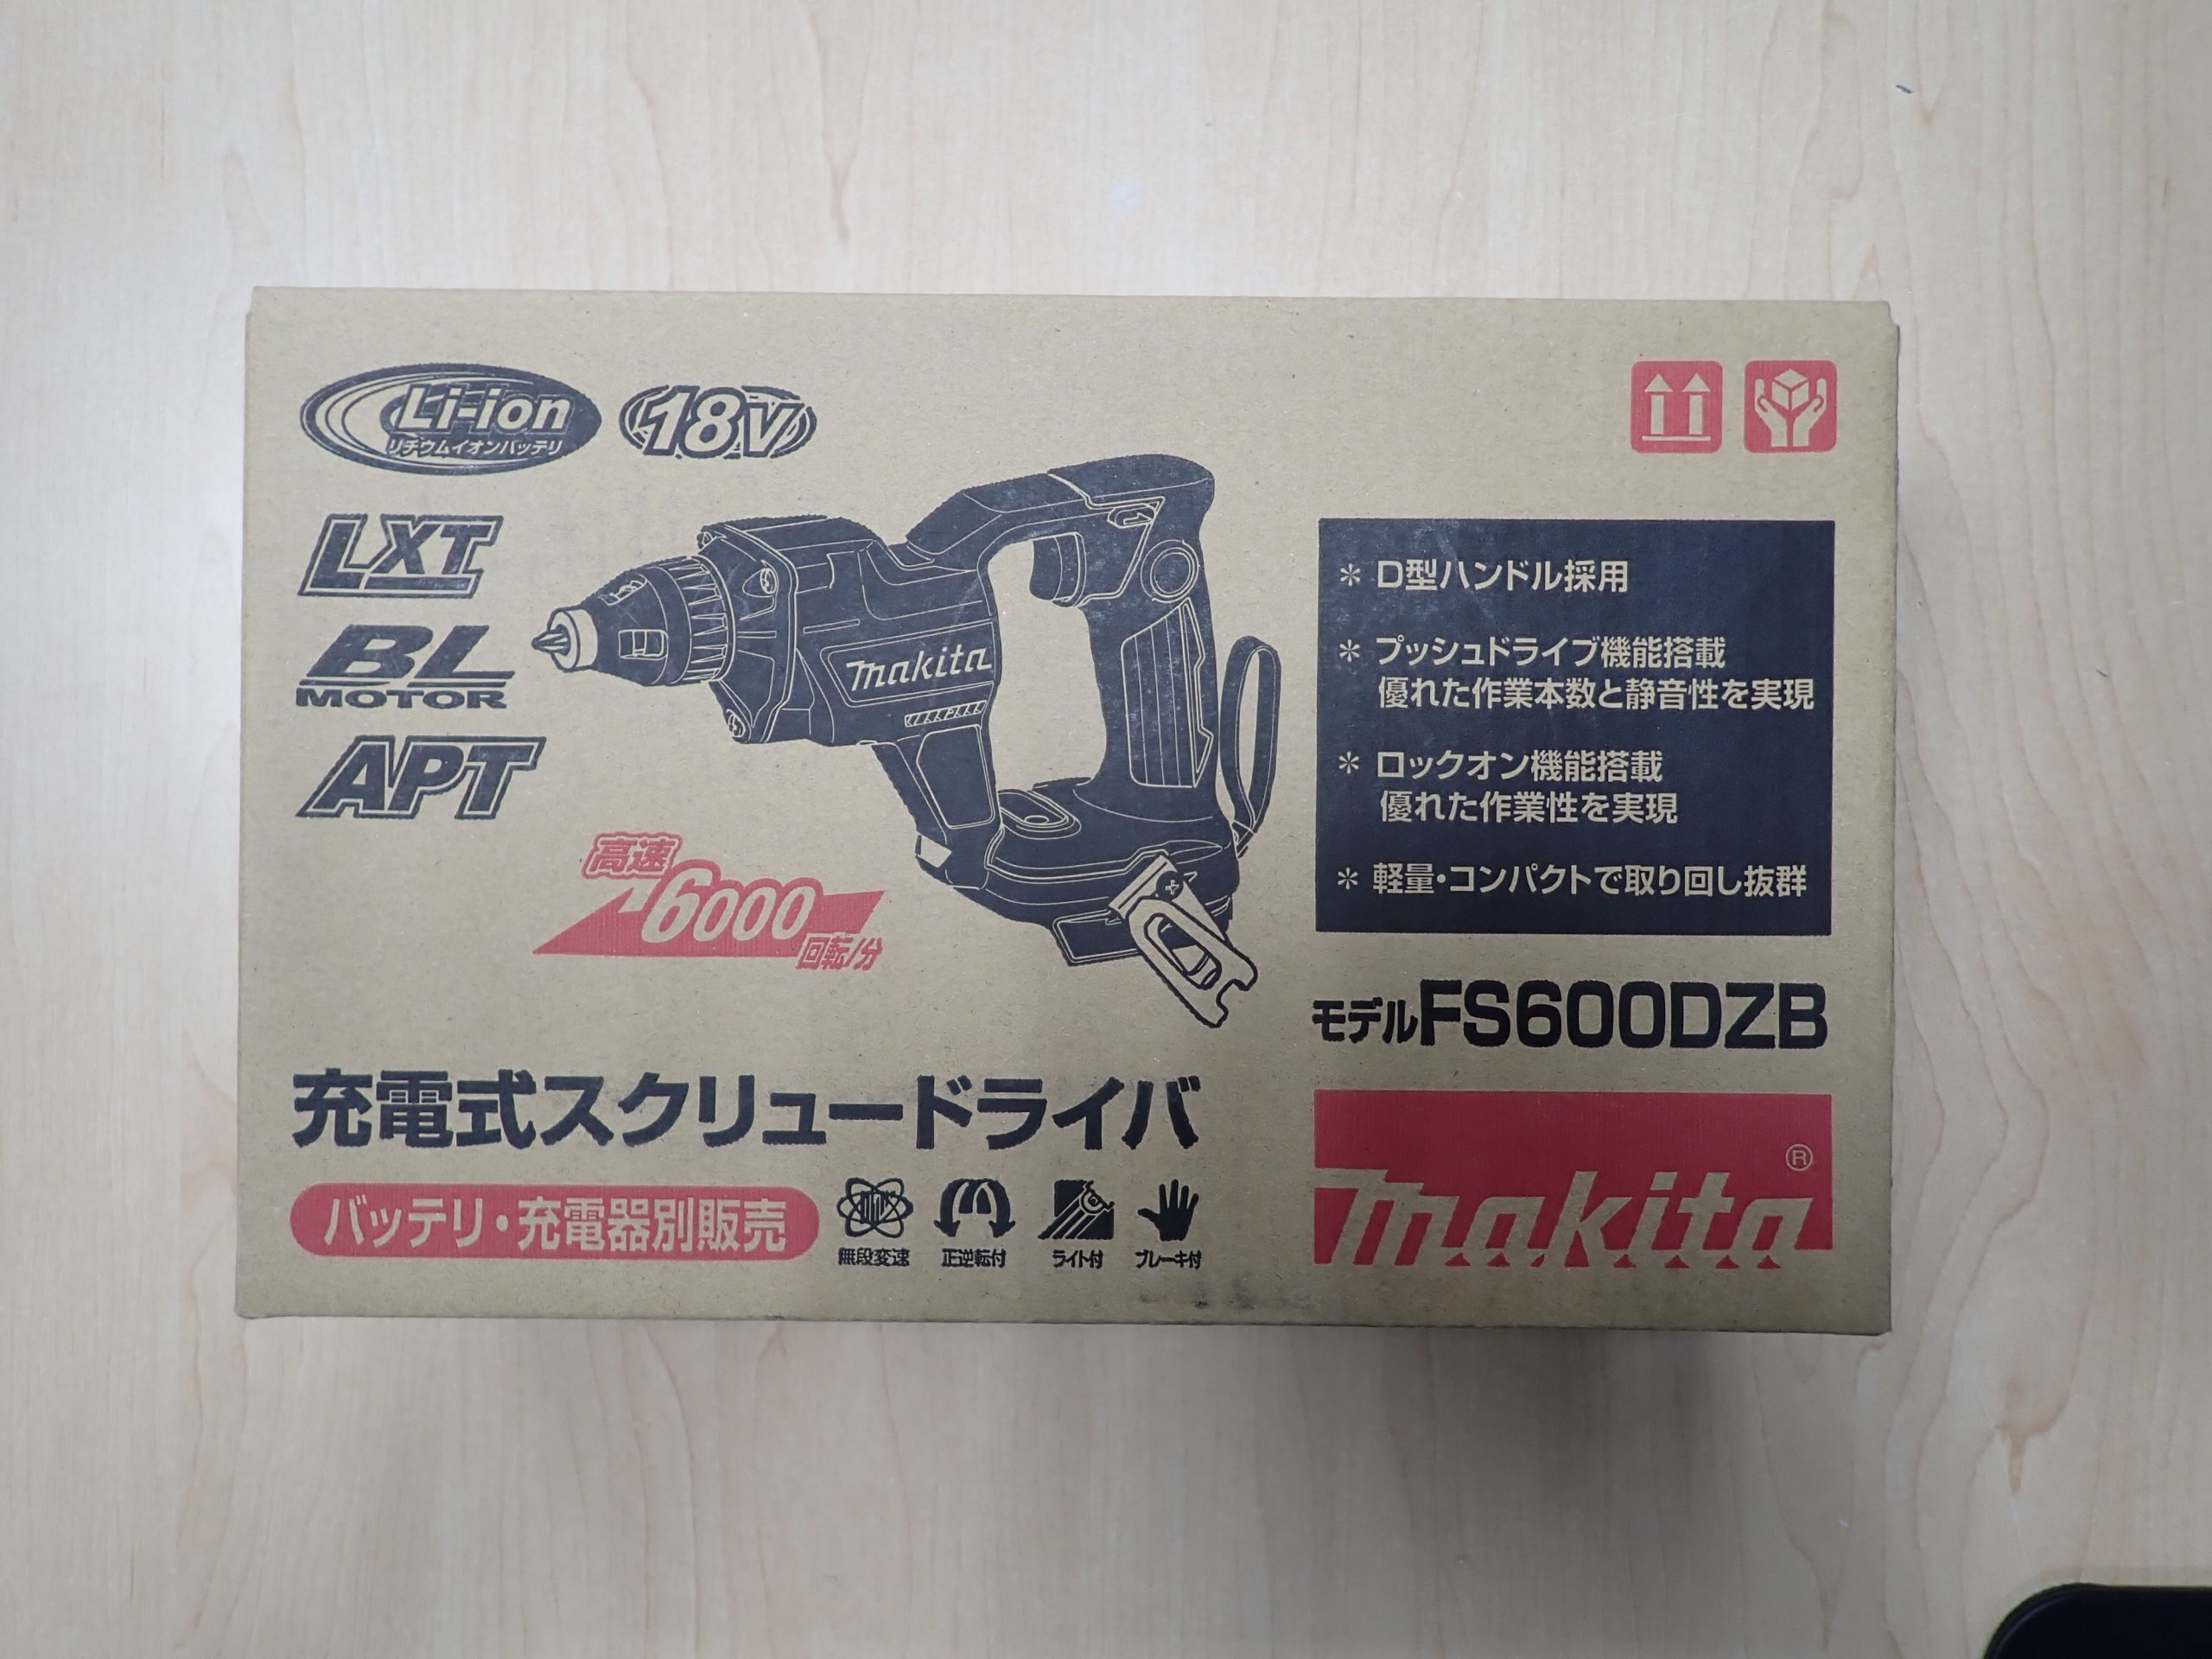 Li-ion
リチウムイオンバッテリ
18V
LXT
BL
MOTOR
APT
makita
高速
6000
回転/分
* D型ハンドル採用
* プッシュドライブ機能搭載
優れた作業本数と静音性を実現
* ロックオン機能搭載
優れた作業性を実現
* 軽量・コンパクトで取り回し抜群
モデルFS600DZB
充電式スクリュードライバ
バッテリ・充電器別販売
無段変速
正逆転付
ライト付
ブレーキ付
makita®